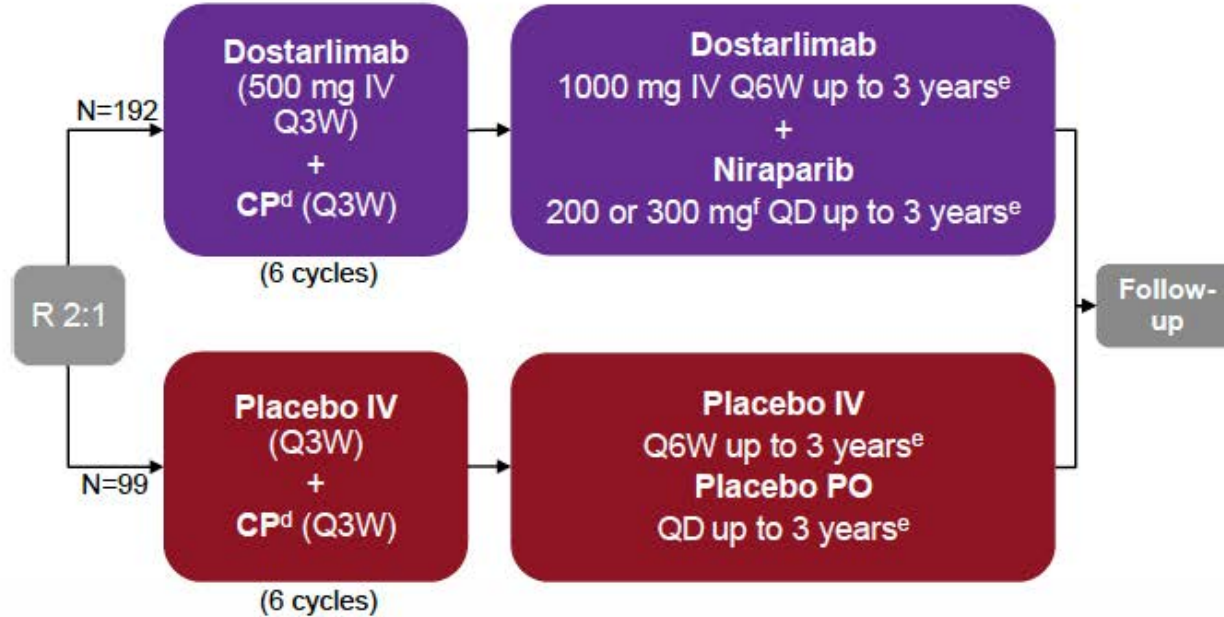 N=192
Dostarlimab
(500 mg IV
Q3W)
+
CPᵈ (Q3W)
(6 cycles)
Dostarlimab
1000 mg IV Q6W up to 3 yearsᵉ
+
Niraparib
200 or 300 mgᶠ QD up to 3 yearsᵉ
R 2:1
Follow-
up
N=99
Placebo IV
(Q3W)
+
CPᵈ (Q3W)
(6 cycles)
Placebo IV
Q6W up to 3 yearsᵉ
Placebo PO
QD up to 3 yearsᵉ